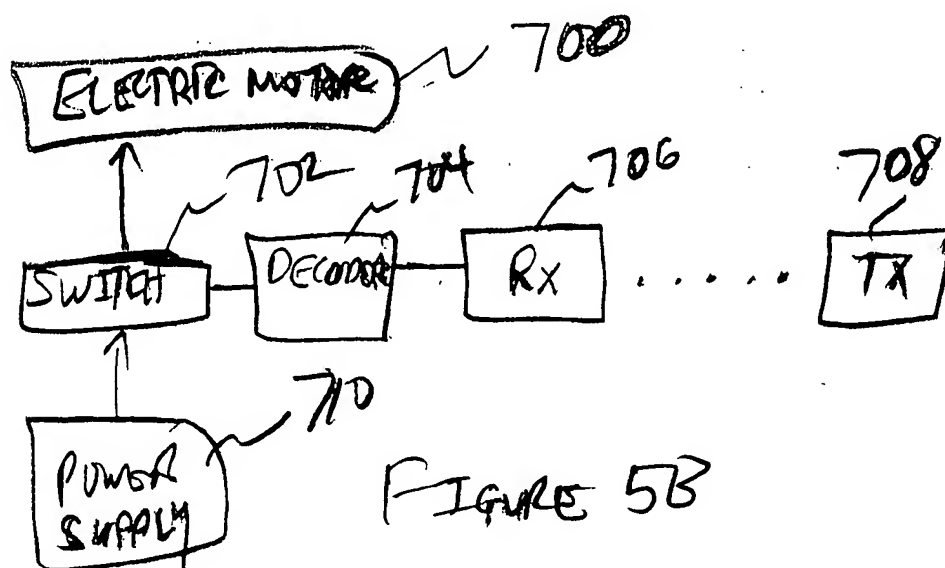 700
ELECTRIC MOTOR
702
704
706
708
SWITCH
DECODER
Rx
TX
710
POWER
SUPPLY
FIGURE 5B